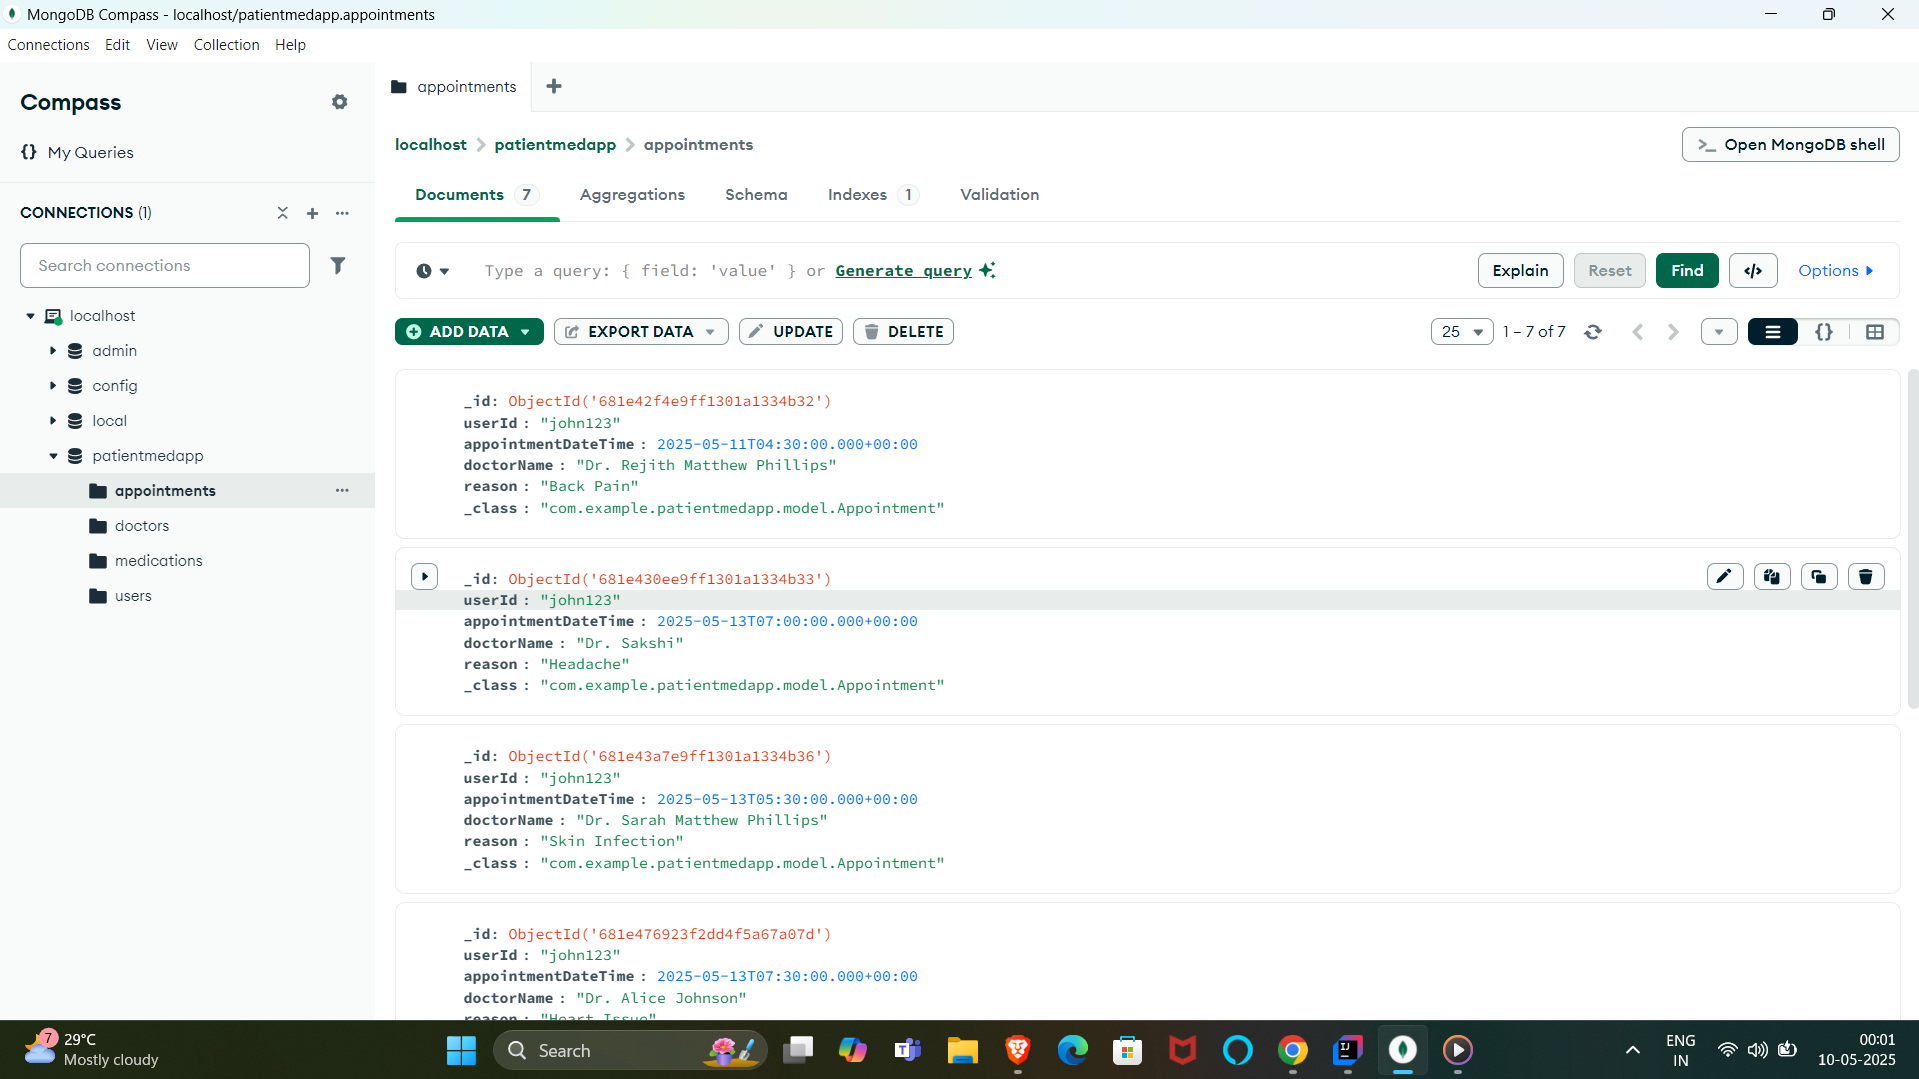 MongoDB Compass - localhost/patientmedapp.appointments
Connections Edit View Collection Help
Compass
{} My Queries
CONNECTIONS (1)
Search connections
localhost
admin
config
local
patientmedapp
appointments
doctors
medications
users
appointments
localhost > patientmedapp > appointments
>_ Open MongoDB shell
Documents 7 Aggregations Schema Indexes 1 Validation
Type a query: { field: 'value' } or Generate query
Explain Reset Find </> Options
ADD DATA EXPORT DATA UPDATE DELETE
25 1 – 7 of 7 {}
_id: ObjectId('681e42f4e9ff1301a1334b32')
userId : "john123"
appointmentDateTime : 2025-05-11T04:30:00.000+00:00
doctorName : "Dr. Rejith Matthew Phillips"
reason : "Back Pain"
_class : "com.example.patientmedapp.model.Appointment"
_id: ObjectId('681e430ee9ff1301a1334b33')
userId : "john123"
appointmentDateTime : 2025-05-13T07:00:00.000+00:00
doctorName : "Dr. Sakshi"
reason : "Headache"
_class : "com.example.patientmedapp.model.Appointment"
_id: ObjectId('681e43a7e9ff1301a1334b36')
userId : "john123"
appointmentDateTime : 2025-05-13T05:30:00.000+00:00
doctorName : "Dr. Sarah Matthew Phillips"
reason : "Skin Infection"
_class : "com.example.patientmedapp.model.Appointment"
_id: ObjectId('681e476923f2dd4f5a67a07d')
userId : "john123"
appointmentDateTime : 2025-05-13T07:30:00.000+00:00
doctorName : "Dr. Alice Johnson"
reason : "Heart Issue"
7
29°C
Mostly cloudy
Search
ENG
IN
00:01
10-05-2025